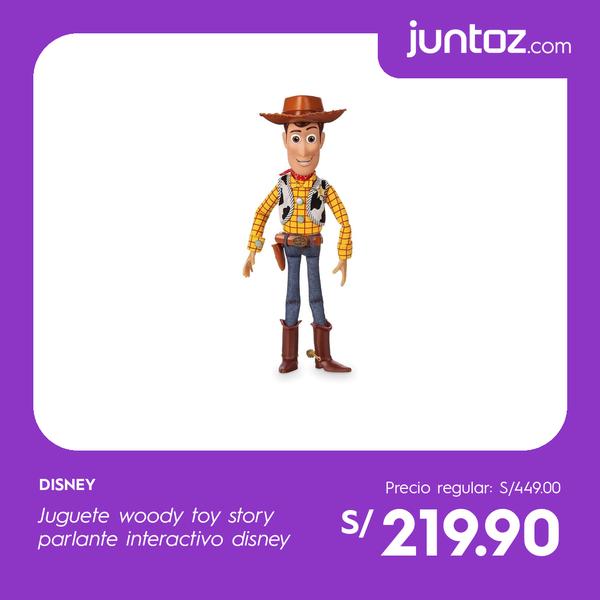 juntoz.com
DISNEY
Juguete woody toy story
parlante interactivo disney
Precio regular: S/449.00
S/ 219.90